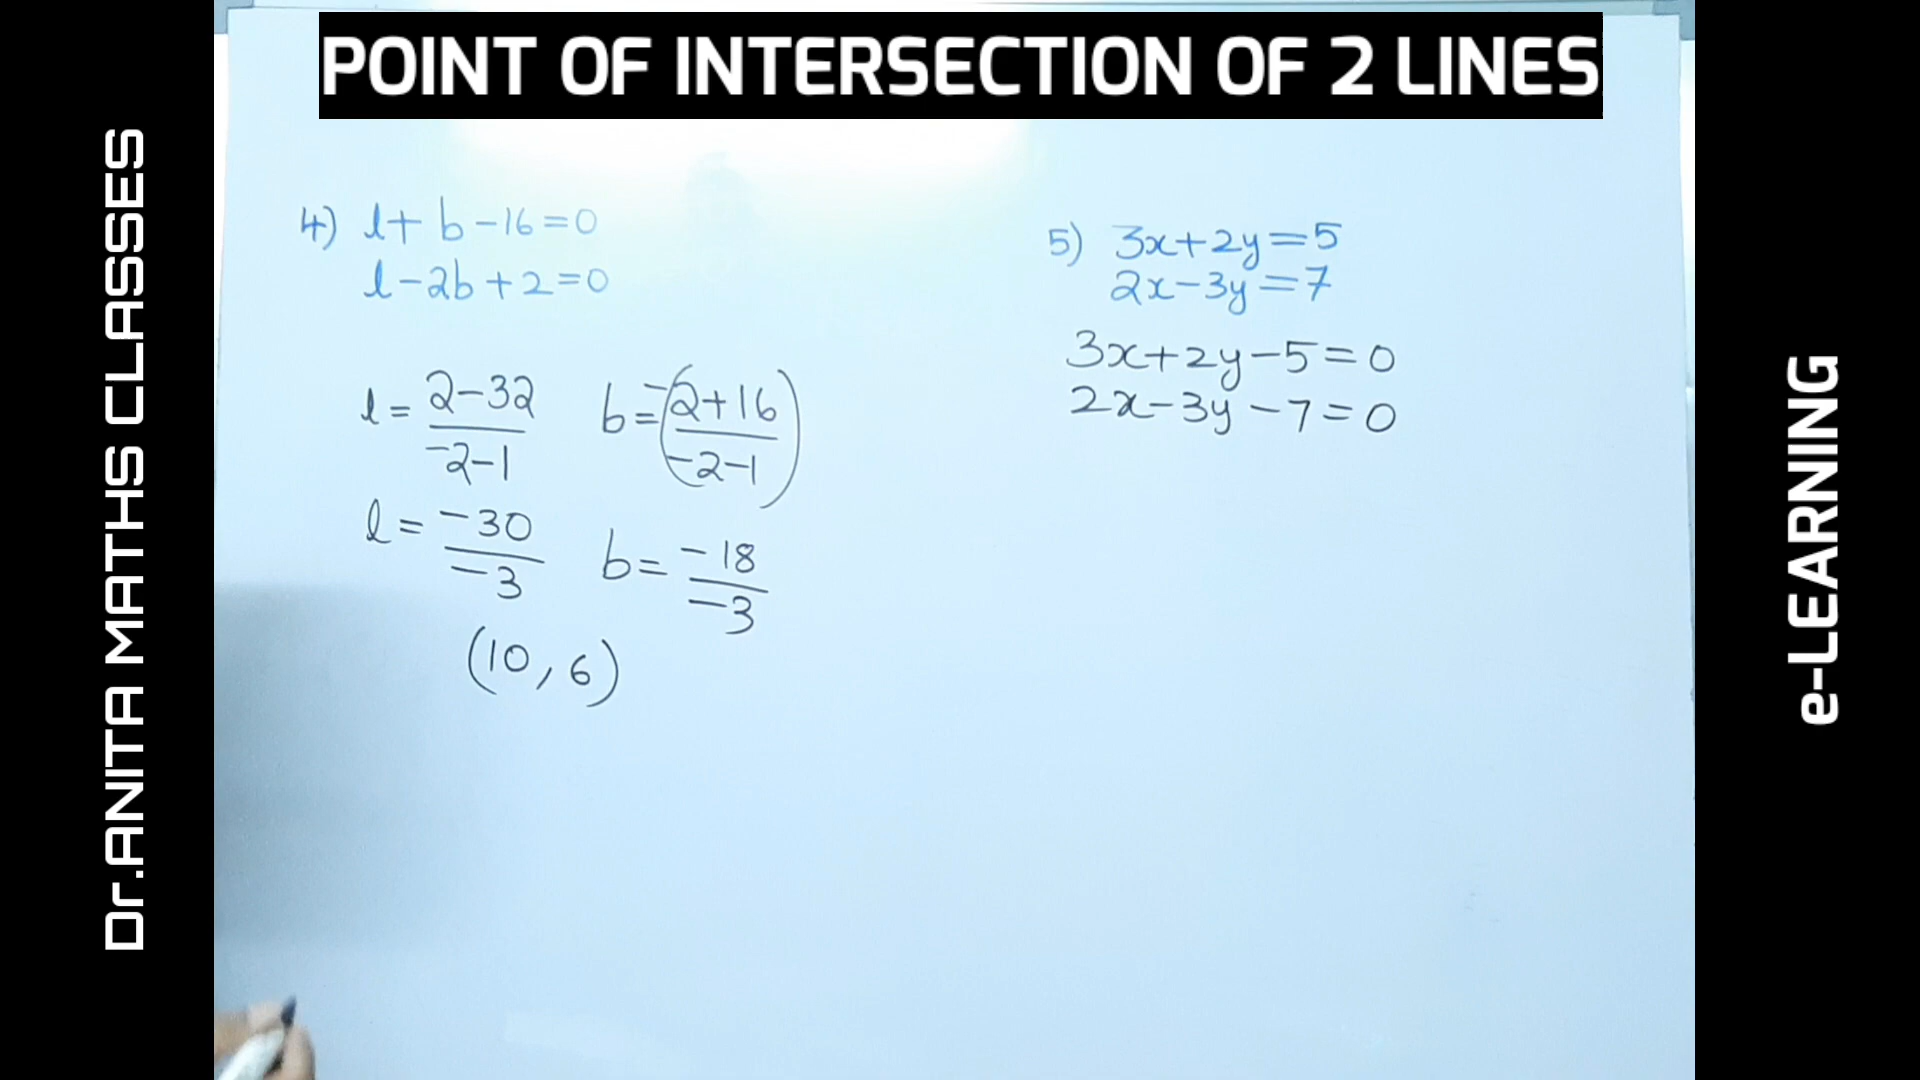 POINT OF INTERSECTION OF 2 LINES
Dr.ANITA MATHS CLASSES
4) l+b-16=0
l-2b+2=0
l = 2-32 / -2-1 b = -(2+16 / -2-1)
l = -30 / -3 b = -18 / -3
(10, 6)
5) 3x+2y=5
2x-3y=7
3x+2y-5=0
2x-3y-7=0
e-LEARNING